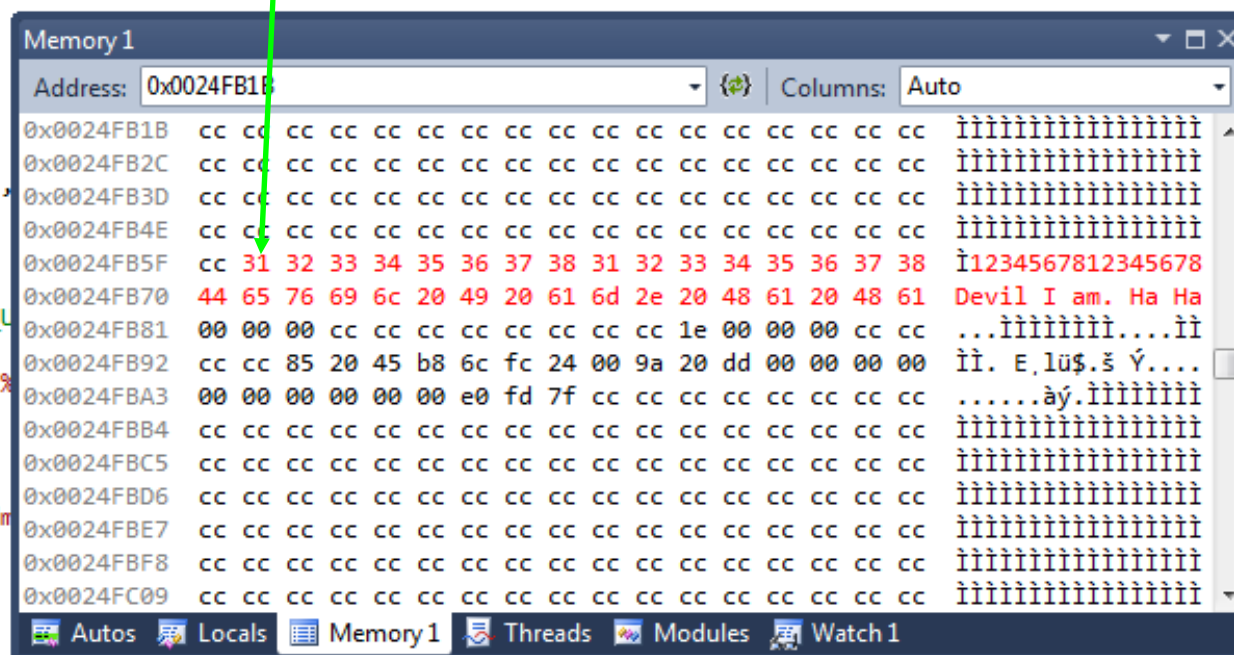 Memory 1
Address: 0x0024FB1B Columns: Auto
0x0024FB1B cc cc cc cc cc cc cc cc cc cc cc cc cc cc cc cc cc ÌÌÌÌÌÌÌÌÌÌÌÌÌÌÌÌÌ
0x0024FB2C cc cc cc cc cc cc cc cc cc cc cc cc cc cc cc cc cc ÌÌÌÌÌÌÌÌÌÌÌÌÌÌÌÌÌ
0x0024FB3D cc cc cc cc cc cc cc cc cc cc cc cc cc cc cc cc cc ÌÌÌÌÌÌÌÌÌÌÌÌÌÌÌÌÌ
0x0024FB4E cc cc cc cc cc cc cc cc cc cc cc cc cc cc cc cc cc ÌÌÌÌÌÌÌÌÌÌÌÌÌÌÌÌÌ
0x0024FB5F cc 31 32 33 34 35 36 37 38 31 32 33 34 35 36 37 38 Ì1234567812345678
0x0024FB70 44 65 76 69 6c 20 49 20 61 6d 2e 20 48 61 20 48 61 Devil I am. Ha Ha
0x0024FB81 00 00 00 cc cc cc cc cc cc cc cc 1e 00 00 00 cc cc ...ÌÌÌÌÌÌÌÌ....ÌÌ
0x0024FB92 cc cc 85 20 45 b8 6c fc 24 00 9a 20 dd 00 00 00 00 ÌÌ. E¸lü$.š Ý....
0x0024FBA3 00 00 00 00 00 00 e0 fd 7f cc cc cc cc cc cc cc cc ......àý.ÌÌÌÌÌÌÌÌ
0x0024FBB4 cc cc cc cc cc cc cc cc cc cc cc cc cc cc cc cc cc ÌÌÌÌÌÌÌÌÌÌÌÌÌÌÌÌÌ
0x0024FBC5 cc cc cc cc cc cc cc cc cc cc cc cc cc cc cc cc cc ÌÌÌÌÌÌÌÌÌÌÌÌÌÌÌÌÌ
0x0024FBD6 cc cc cc cc cc cc cc cc cc cc cc cc cc cc cc cc cc ÌÌÌÌÌÌÌÌÌÌÌÌÌÌÌÌÌ
0x0024FBE7 cc cc cc cc cc cc cc cc cc cc cc cc cc cc cc cc cc ÌÌÌÌÌÌÌÌÌÌÌÌÌÌÌÌÌ
0x0024FBF8 cc cc cc cc cc cc cc cc cc cc cc cc cc cc cc cc cc ÌÌÌÌÌÌÌÌÌÌÌÌÌÌÌÌÌ
0x0024FC09 cc cc cc cc cc cc cc cc cc cc cc cc cc cc cc cc cc ÌÌÌÌÌÌÌÌÌÌÌÌÌÌÌÌÌ
Autos Locals Memory 1 Threads Modules Watch 1